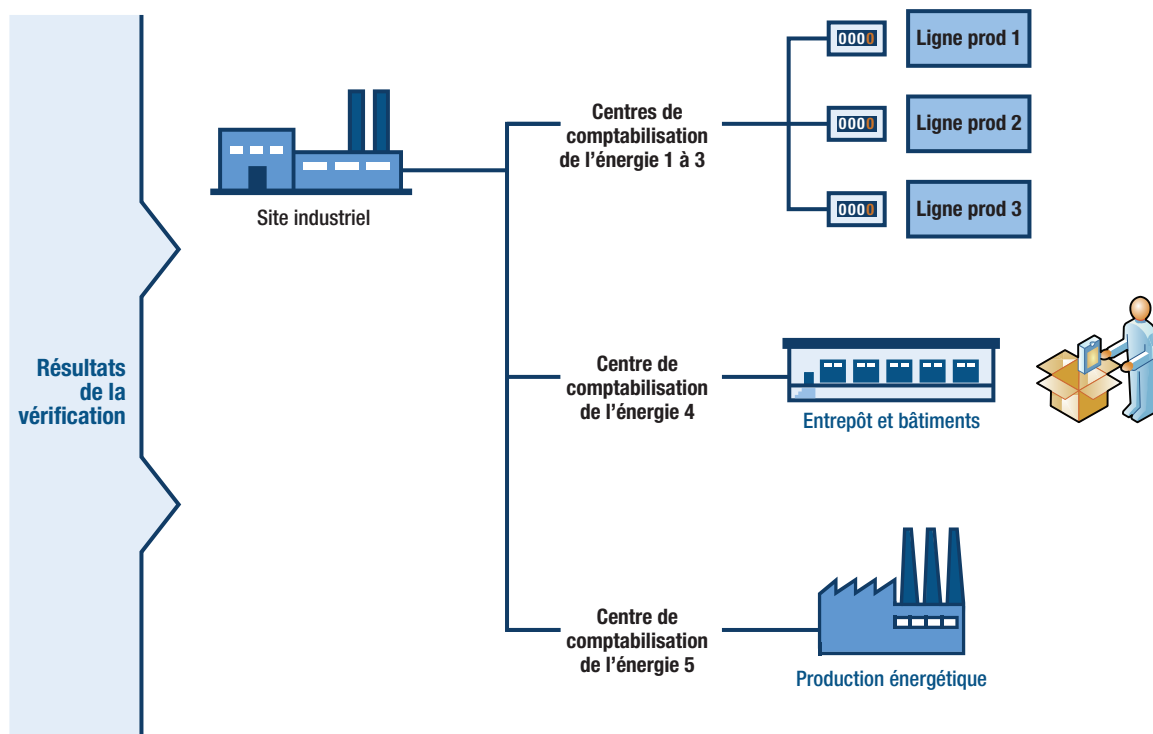 Résultats
de la
vérification
Site industriel
Centres de
comptabilisation
de l'énergie 1 à 3
0000
Ligne prod 1
0000
Ligne prod 2
0000
Ligne prod 3
Centre de
comptabilisation
de l'énergie 4
Entrepôt et bâtiments
Centre de
comptabilisation
de l'énergie 5
Production énergétique